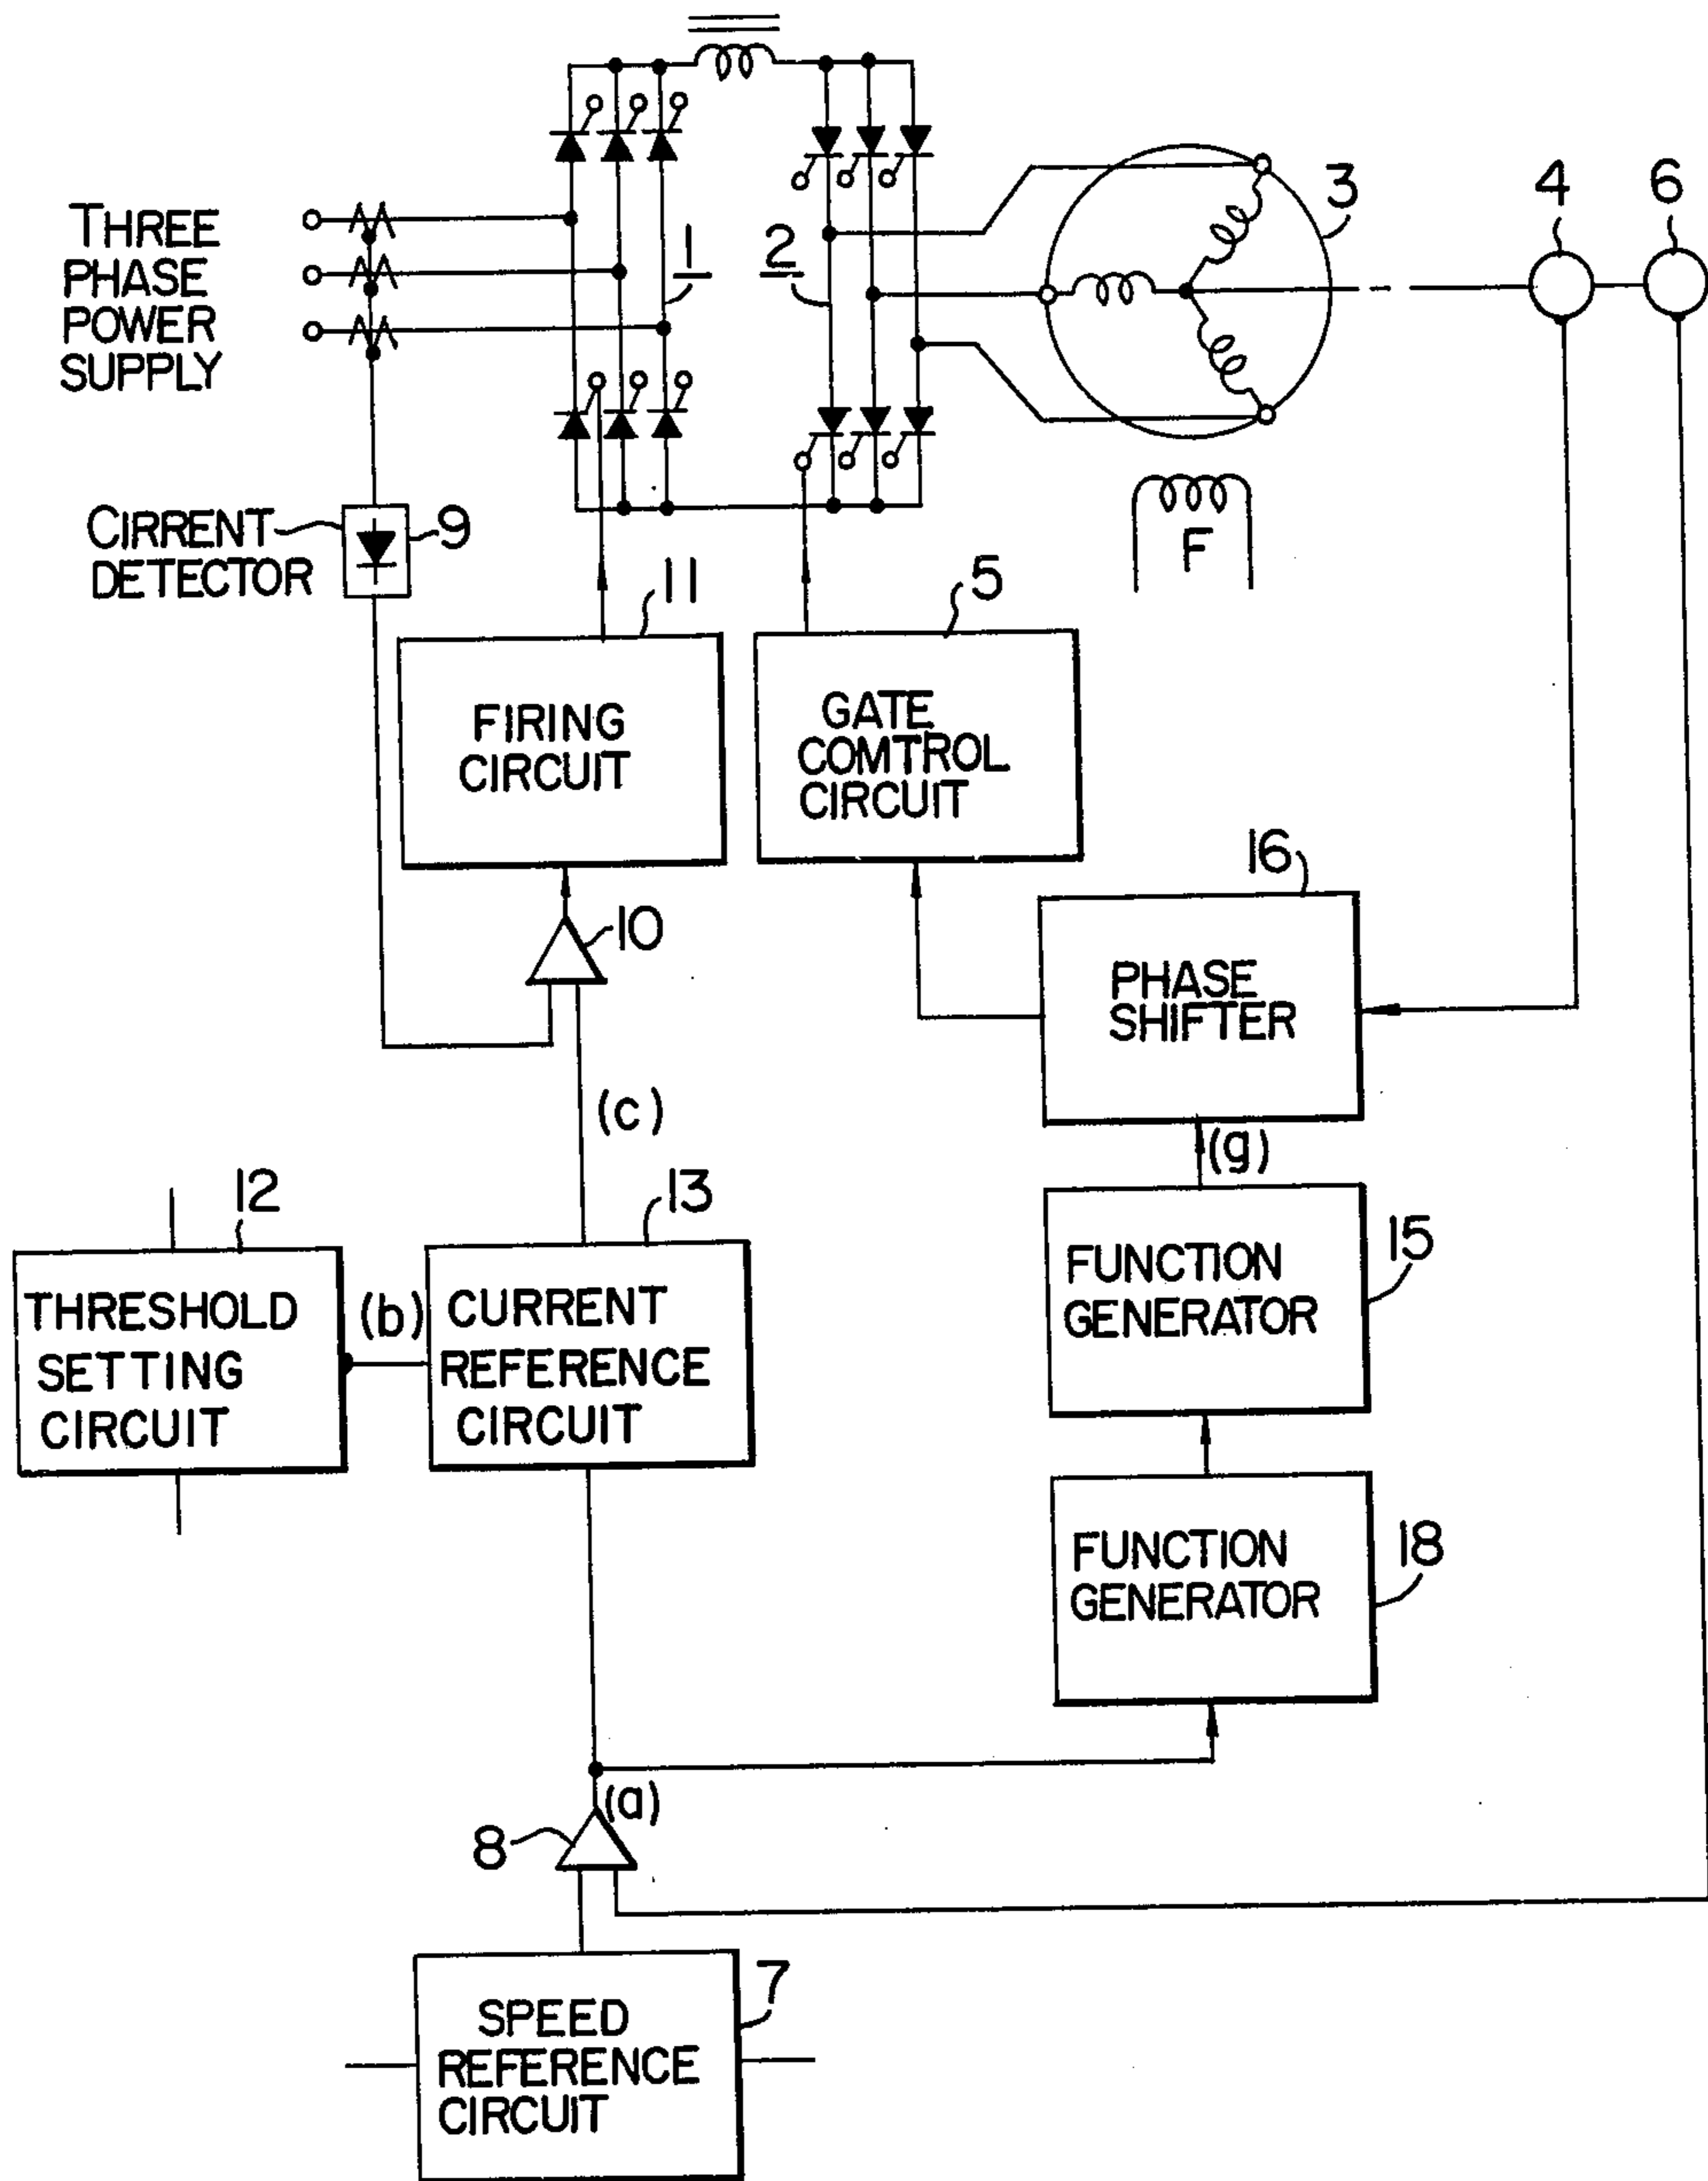 THREE
PHASE
POWER
SUPPLY
1
2
3
4
6
CIRRENT
DETECTOR
9
F
11
5
FIRING
CIRCUIT
GATE
COMTROL
CIRCUIT
16
10
PHASE
SHIFTER
(c)
(g)
12
13
15
THRESHOLD
SETTING
CIRCUIT
(b)
CURRENT
REFERENCE
CIRCUIT
FUNCTION
GENERATOR
18
FUNCTION
GENERATOR
(a)
8
7
SPEED
REFERENCE
CIRCUIT